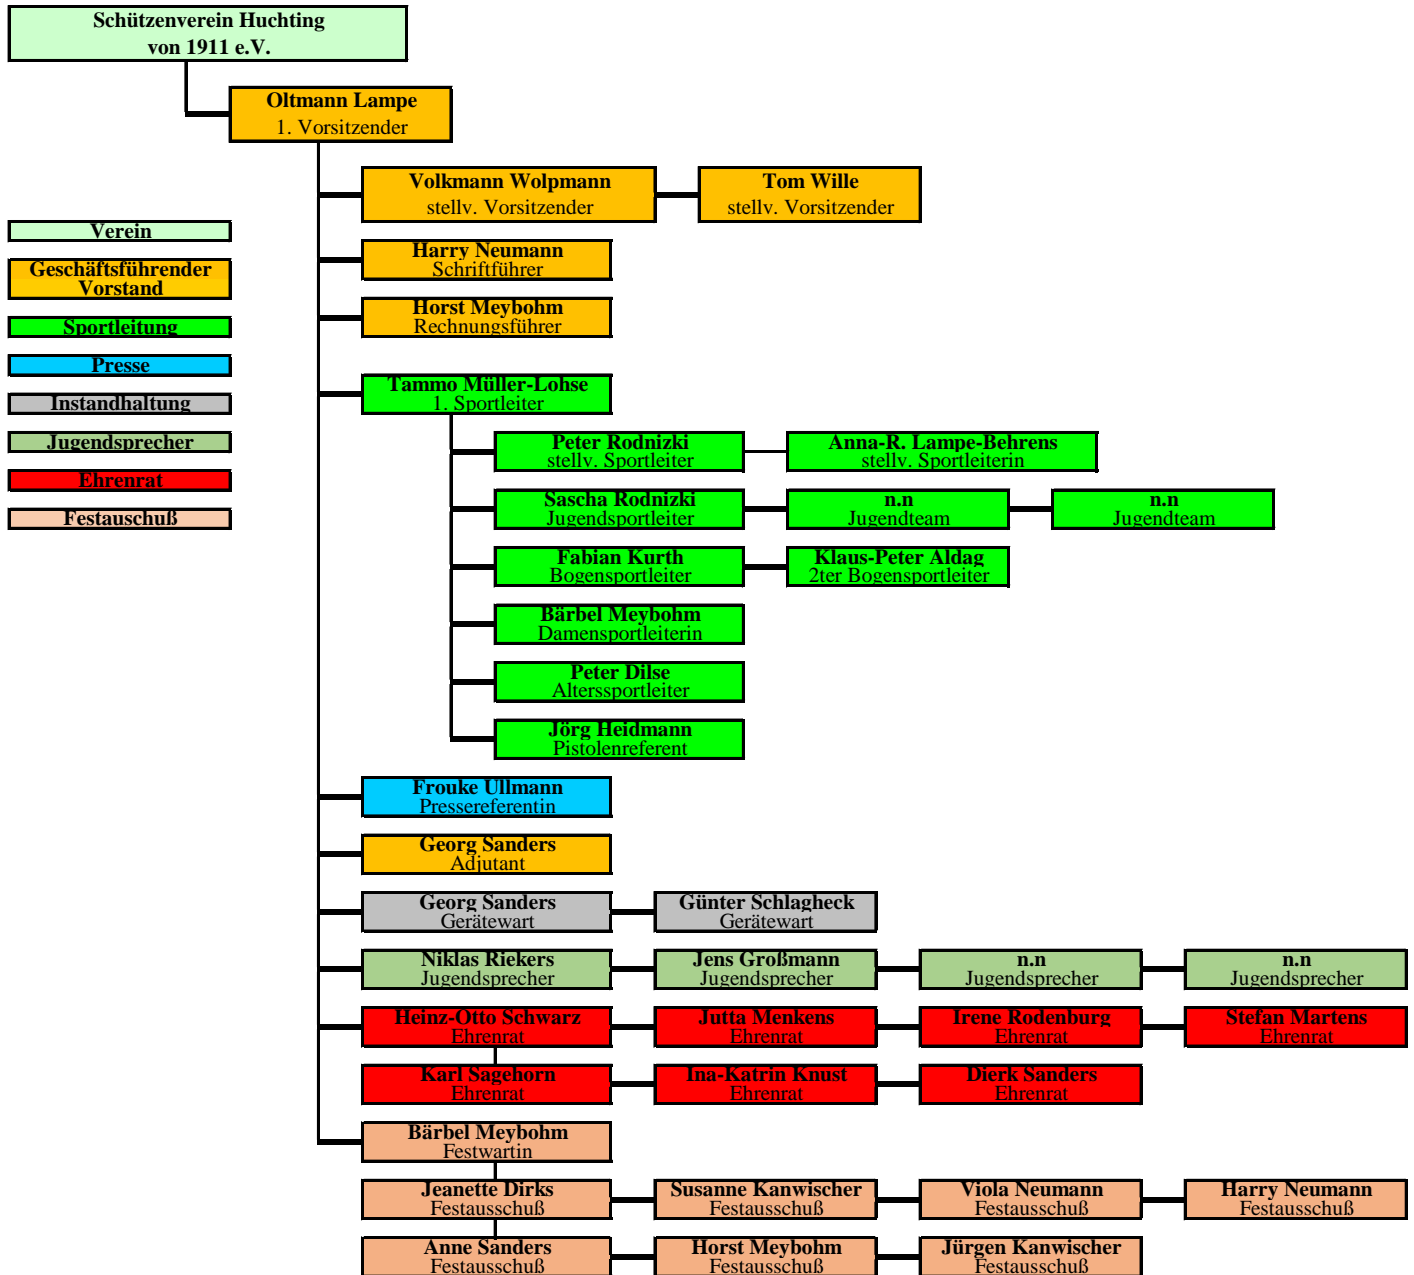 Schützenverein Huchting
von 1911 e.V.
Oltmann Lampe
1. Vorsitzender
Volkmann Wolpmann
stellv. Vorsitzender
Tom Wille
stellv. Vorsitzender
Verein
Geschäftsführender
Vorstand
Sportleitung
Presse
Instandhaltung
Jugendsprecher
Ehrenrat
Festauschuß
Harry Neumann
Schriftführer
Horst Meybohm
Rechnungsführer
Tammo Müller-Lohse
1. Sportleiter
Peter Rodnizki
stellv. Sportleiter
Anna-R. Lampe-Behrens
stellv. Sportleiterin
Sascha Rodnizki
Jugendsportleiter
n.n
Jugendteam
n.n
Jugendteam
Fabian Kurth
Bogensportleiter
Klaus-Peter Aldag
2ter Bogensportleiter
Bärbel Meybohm
Damensportleiterin
Peter Dilse
Alterssportleiter
Jörg Heidmann
Pistolenreferent
Frouke Ullmann
Pressereferentin
Georg Sanders
Adjutant
Georg Sanders
Gerätewart
Günter Schlagheck
Gerätewart
Niklas Riekers
Jugendsprecher
Jens Großmann
Jugendsprecher
n.n
Jugendsprecher
n.n
Jugendsprecher
Heinz-Otto Schwarz
Ehrenrat
Jutta Menkens
Ehrenrat
Irene Rodenburg
Ehrenrat
Stefan Martens
Ehrenrat
Karl Sagehorn
Ehrenrat
Ina-Katrin Knust
Ehrenrat
Dierk Sanders
Ehrenrat
Bärbel Meybohm
Festwartin
Jeanette Dirks
Festausschuß
Susanne Kanwischer
Festausschuß
Viola Neumann
Festausschuß
Harry Neumann
Festausschuß
Anne Sanders
Festausschuß
Horst Meybohm
Festausschuß
Jürgen Kanwischer
Festausschuß